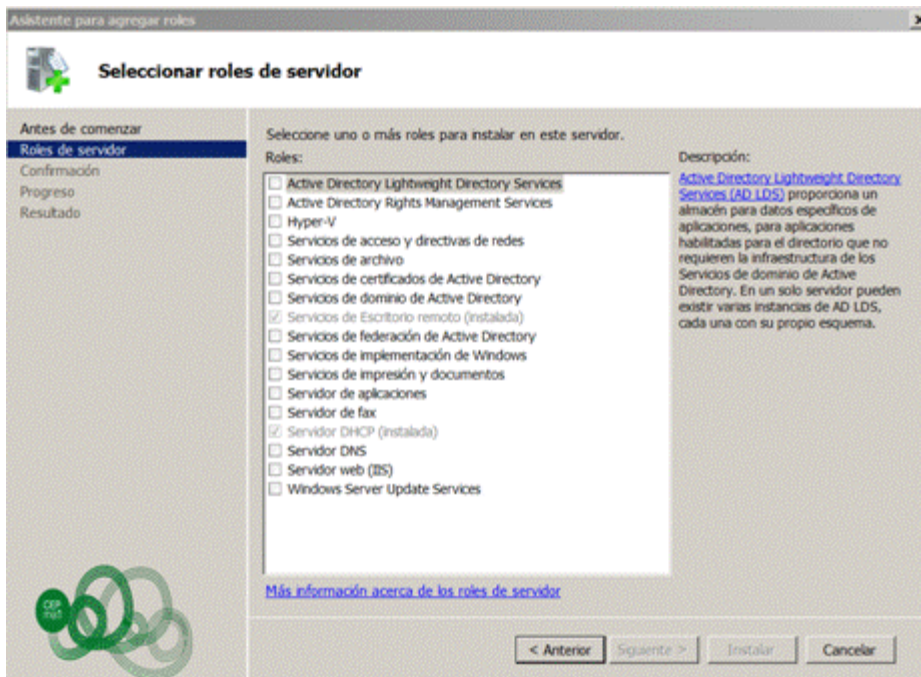 Asistente para agregar roles
Seleccionar roles de servidor
Antes de comenzar
Roles de servidor
Confirmación
Progreso
Resultado
Seleccione uno o más roles para instalar en este servidor.
Roles:
Active Directory Lightweight Directory Services
Active Directory Rights Management Services
Hyper-V
Servicios de acceso y directivas de redes
Servicios de archivo
Servicios de certificados de Active Directory
Servicios de dominio de Active Directory
Servicios de Escritorio remoto (instalada)
Servicios de federación de Active Directory
Servicios de implementación de Windows
Servicios de impresión y documentos
Servidor de aplicaciones
Servidor de fax
Servidor DHCP (instalada)
Servidor DNS
Servidor web (IIS)
Windows Server Update Services
Más información acerca de los roles de servidor
Descripción:
Active Directory Lightweight Directory
Services (AD LDS) proporciona un
almacén para datos específicos de
aplicaciones, para aplicaciones
habilitadas para el directorio que no
requieren la infraestructura de los
Servicios de dominio de Active
Directory. En un solo servidor pueden
existir varias instancias de AD LDS,
cada una con su propio esquema.
CEP
< Anterior
Siguiente >
Instalar
Cancelar